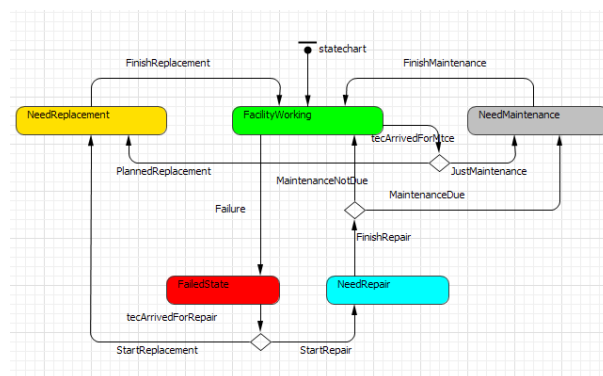 statechart
FinishReplacement
FinishMaintenance
NeedReplacement
FacilityWorking
NeedMaintenance
tecArrivedForMtce
PlannedReplacement
JustMaintenance
MaintenanceNotDue
MaintenanceDue
Failure
FinishRepair
FailedState
NeedRepair
tecArrivedForRepair
StartReplacement
StartRepair